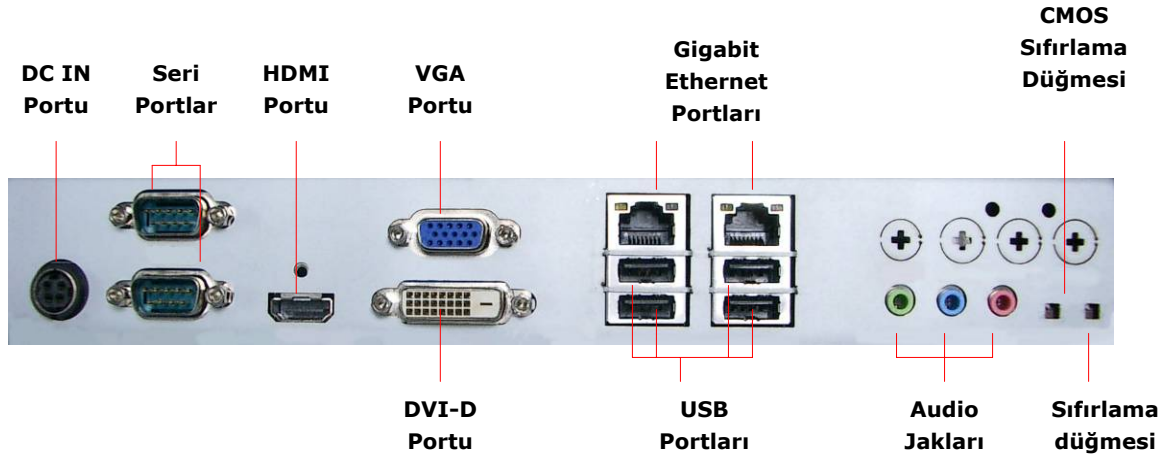 DC IN
Portu
Seri
Portlar
HDMI
Portu
VGA
Portu
Gigabit
Ethernet
Portları
CMOS
Sıfırlama
Düğmesi
DVI-D
Portu
USB
Portları
Audio
Jakları
Sıfırlama
düğmesi